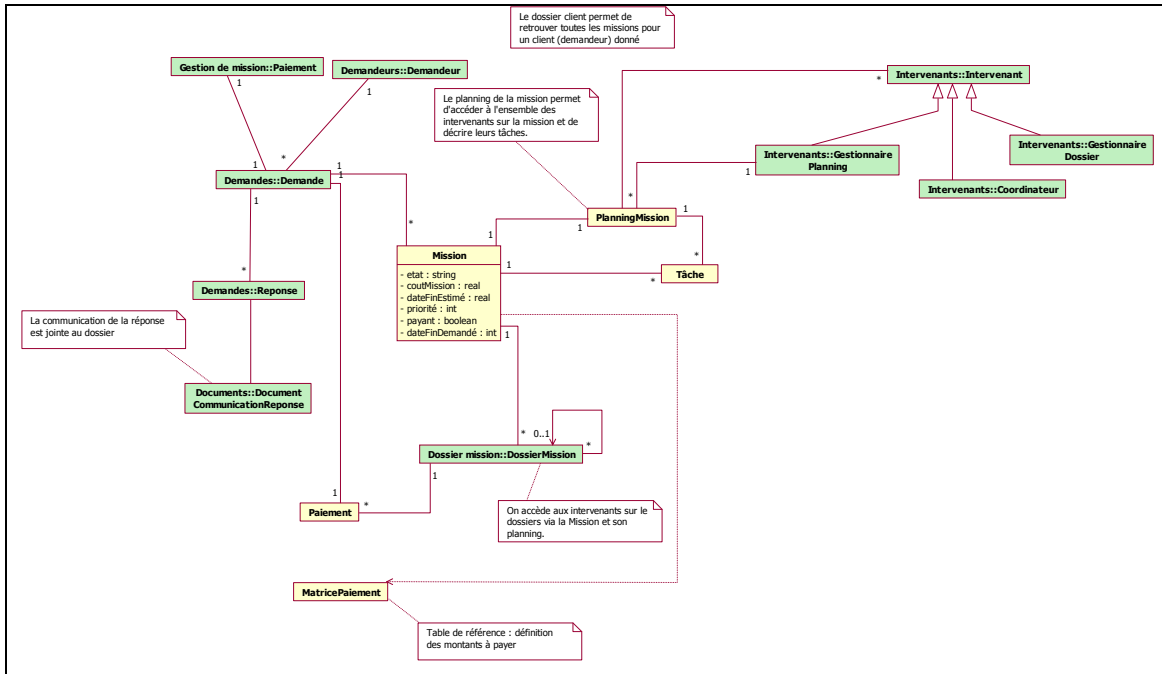 Le dossier client permet de
retrouver toutes les missions pour
un client (demandeur) donné
Gestion de mission::Paiement
1
Demandeurs::Demandeur
1
Intervenants::Intervenant
*
Le planning de la mission permet
d'accéder à l'ensemble des
intervenants sur la mission et de
décrire leurs tâches.
Intervenants::Gestionnaire
Planning
1
Intervenants::Gestionnaire
Dossier
Intervenants::Coordinateur
1
*
Demandes::Demande
1
1
1
*
*
PlanningMission
1
1
1
*
Mission
- etat : string
- coutMission : real
- dateFinEstimé : real
- priorité : int
- payant : boolean
- dateFinDemandé : int
1
*
*
Tâche
1
*
Demandes::Reponse
La communication de la réponse
est jointe au dossier
Documents::Document
CommunicationReponse
*
0..1
*
Dossier mission::DossierMission
1
1
*
Paiement
On accède aux intervenants sur le
dossiers via la Mission et son
planning.
MatricePaiement
Table de référence : définition
des montants à payer